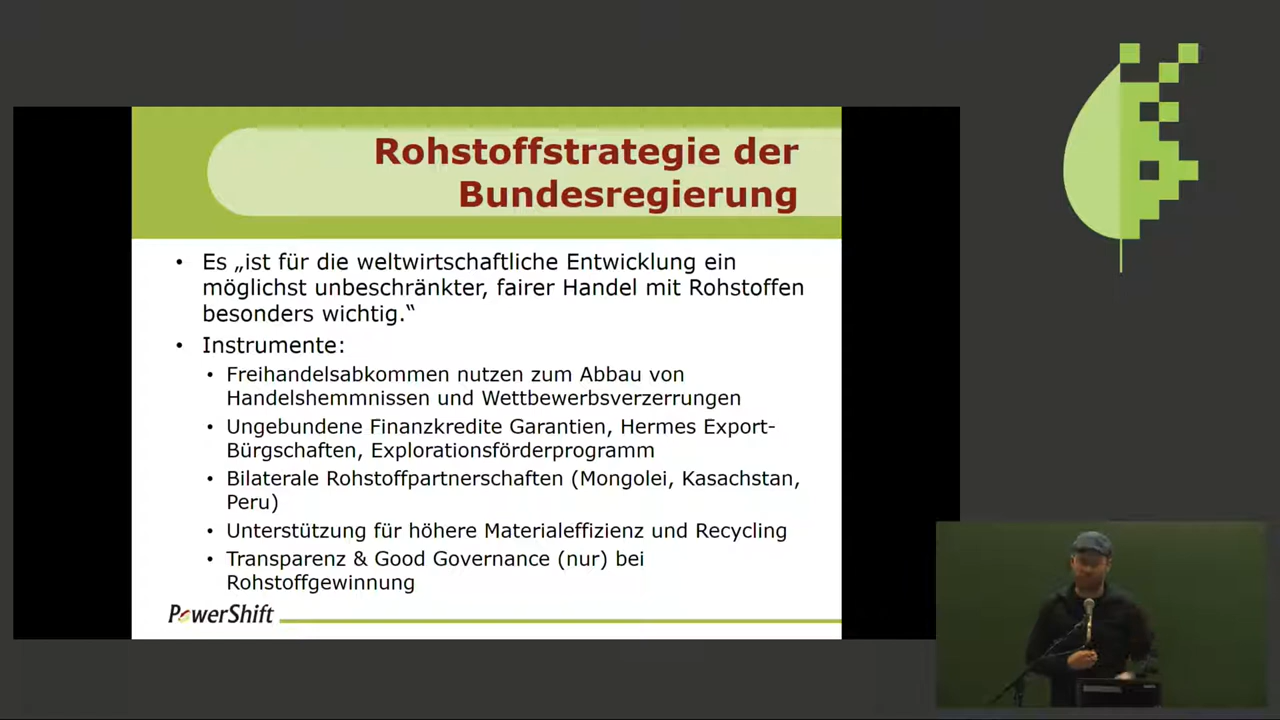 Rohstoffstrategie der
Bundesregierung
• Es „ist für die weltwirtschaftliche Entwicklung ein
möglichst unbeschränkter, fairer Handel mit Rohstoffen
besonders wichtig.“
• Instrumente:
• Freihandelsabkommen nutzen zum Abbau von
Handelshemmnissen und Wettbewerbsverzerrungen
• Ungebundene Finanzkredite Garantien, Hermes Export-
Bürgschaften, Explorationsförderprogramm
• Bilaterale Rohstoffpartnerschaften (Mongolei, Kasachstan,
Peru)
• Unterstützung für höhere Materialeffizienz und Recycling
• Transparenz & Good Governance (nur) bei
Rohstoffgewinnung
PowerShift